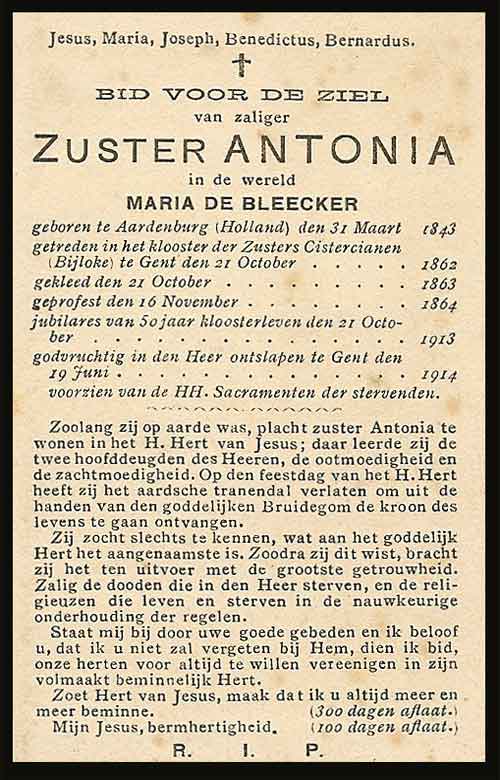 Jesus, Maria, Joseph, Benedictus, Bernardus.
BID VOOR DE ZIEL
van zaliger
ZUSTER ANTONIA
in de wereld
MARIA DE BLEECKER
geboren te Aardenburg (Holland) den 31 Maart 1843
getreden in het klooster der Zusters Cistercianen
(Bijloke) te Gent den 21 October . . . . . 1862
gekleed den 21 October . . . . . . . . 1863
geprofest den 16 November . . . . . . . 1864
jubilares van 50 jaar kloosterleven den 21 Octo-
ber . . . . . . . . . . . . . . 1913
godvruchtig in den Heer ontslapen te Gent den
19 Juni . . . . . . . . . . . . 1914
voorzien van de HH. Sacramenten der stervenden.
Zoolang zij op aarde was, placht zuster Antonia te
wonen in het H. Hert van Jesus; daar leerde zij de
twee hoofddeugden des Heeren, de ootmoedigheid en
de zachtmoedigheid. Op den feestdag van het H. Hert
heeft zij het aardsche tranendal verlaten om uit de
handen van den goddelijken Bruidegom de kroon des
levens te gaan ontvangen.
Zij zocht slechts te kennen, wat aan het goddelijk
Hert het aangenaamste is. Zoodra zij dit wist, bracht
zij het ten uitvoer met de grootste getrouwheid.
Zalig de dooden die in den Heer sterven, en de reli-
gieuzen die leven en sterven in de nauwkeurige
onderhouding der regelen.
Staat mij bij door uwe goede gebeden en ik beloof
u, dat ik u niet zal vergeten bij Hem, dien ik bid,
onze herten voor altijd te willen vereenigen in zijn
volmaakt beminnelijk Hert.
Zoet Hert van Jesus, maak dat ik u altijd meer en
meer beminne. (300 dagen aflaat.)
Mijn Jesus, bermhertigheid. (100 dagen aflaat.)
R. I. P.